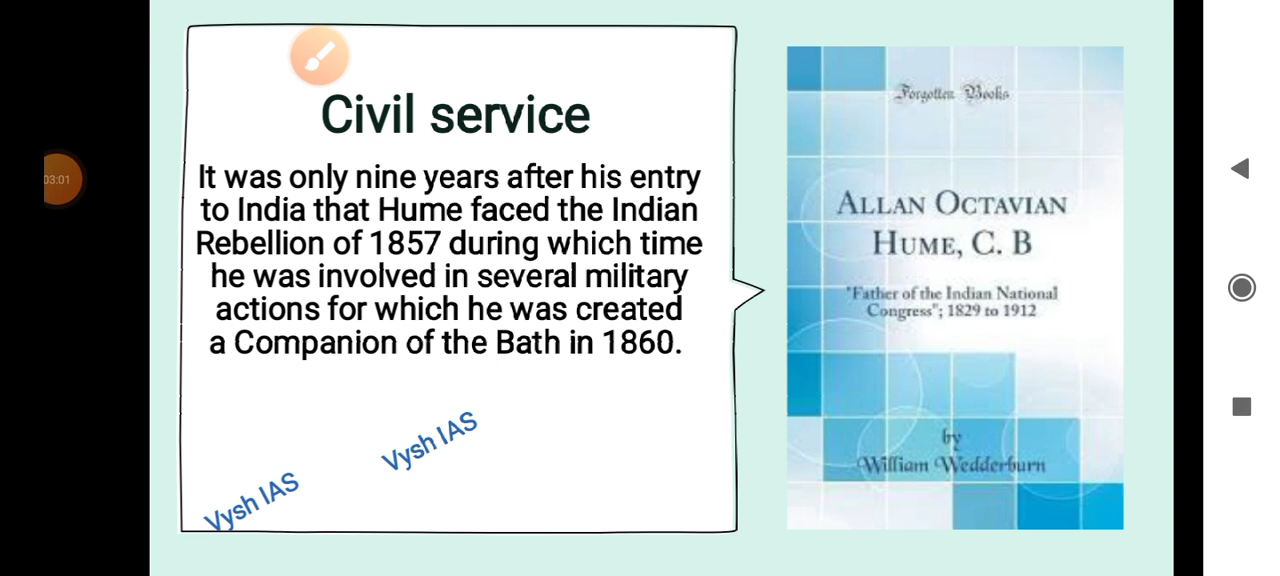 03:01
Civil service
It was only nine years after his entry
to India that Hume faced the Indian
Rebellion of 1857 during which time
he was involved in several military
actions for which he was created
a Companion of the Bath in 1860.
Vysh IAS
Vysh IAS
Forgotten Books
ALLAN OCTAVIAN
HUME, C. B
"Father of the Indian National
Congress"; 1829 to 1912
by
William Wedderburn